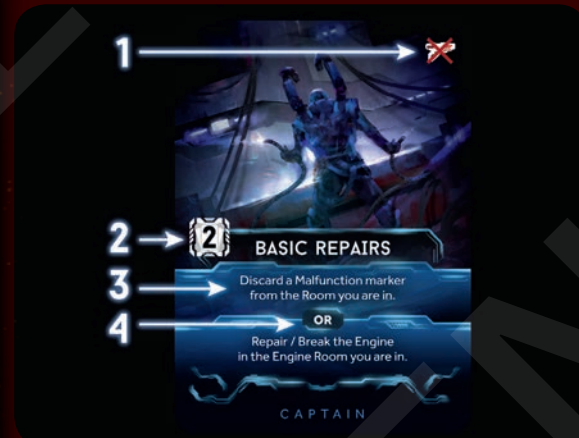 1
2
2
BASIC REPAIRS
3
Discard a Malfunction marker
from the Room you are in.
4
OR
Repair / Break the Engine
in the Engine Room you are in.
CAPTAIN